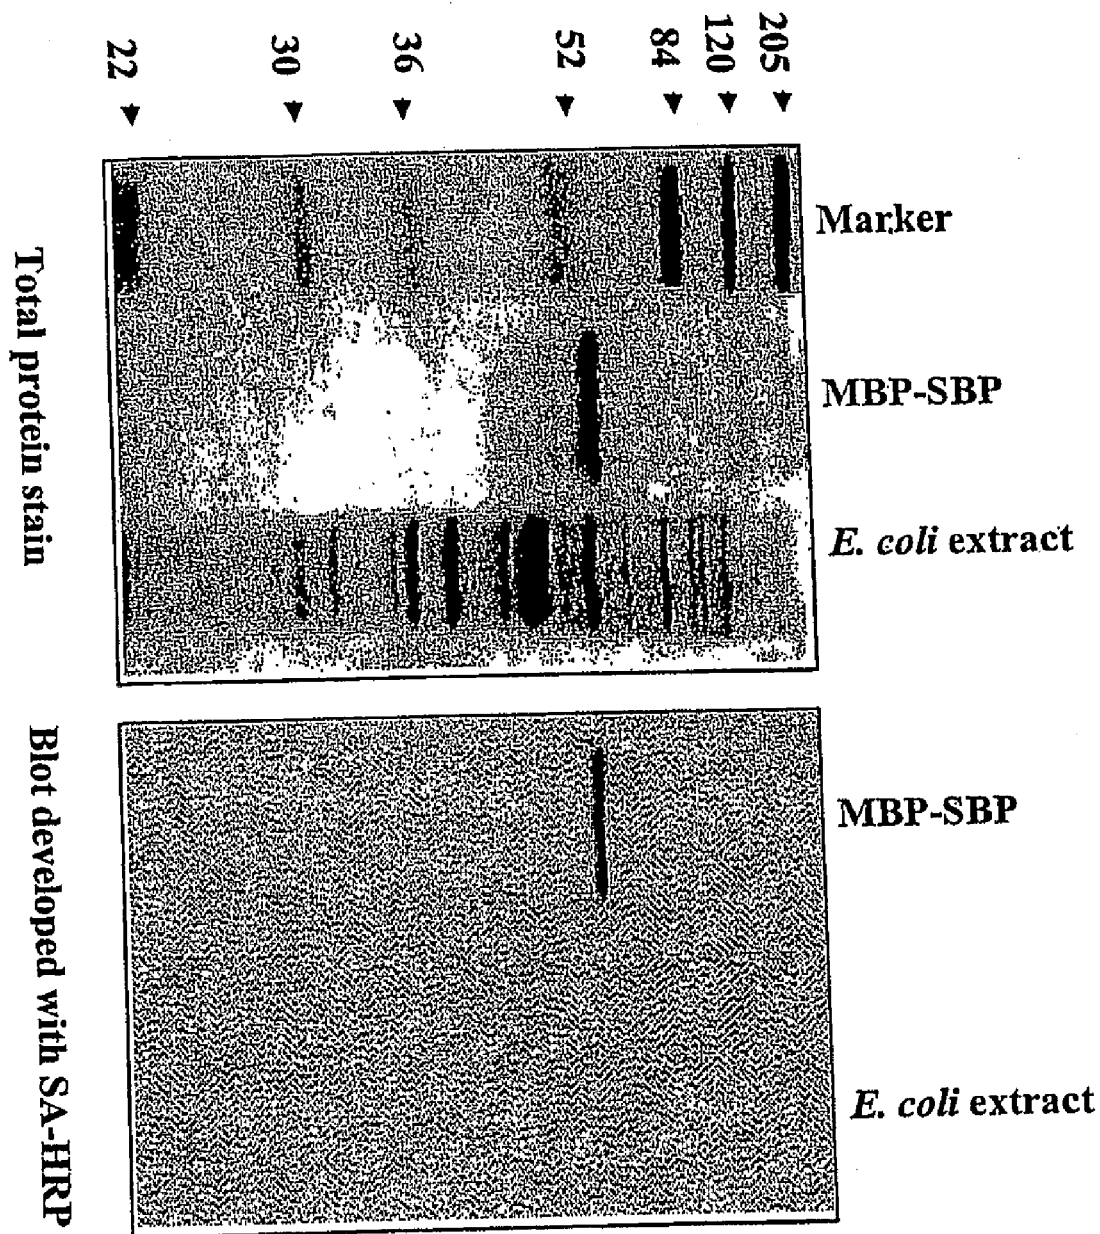 22
30
36
52
84
120
205
Marker
MBP-SBP
E. coli extract
Total protein stain
MBP-SBP
E. coli extract
Blot developed with SA-HRP